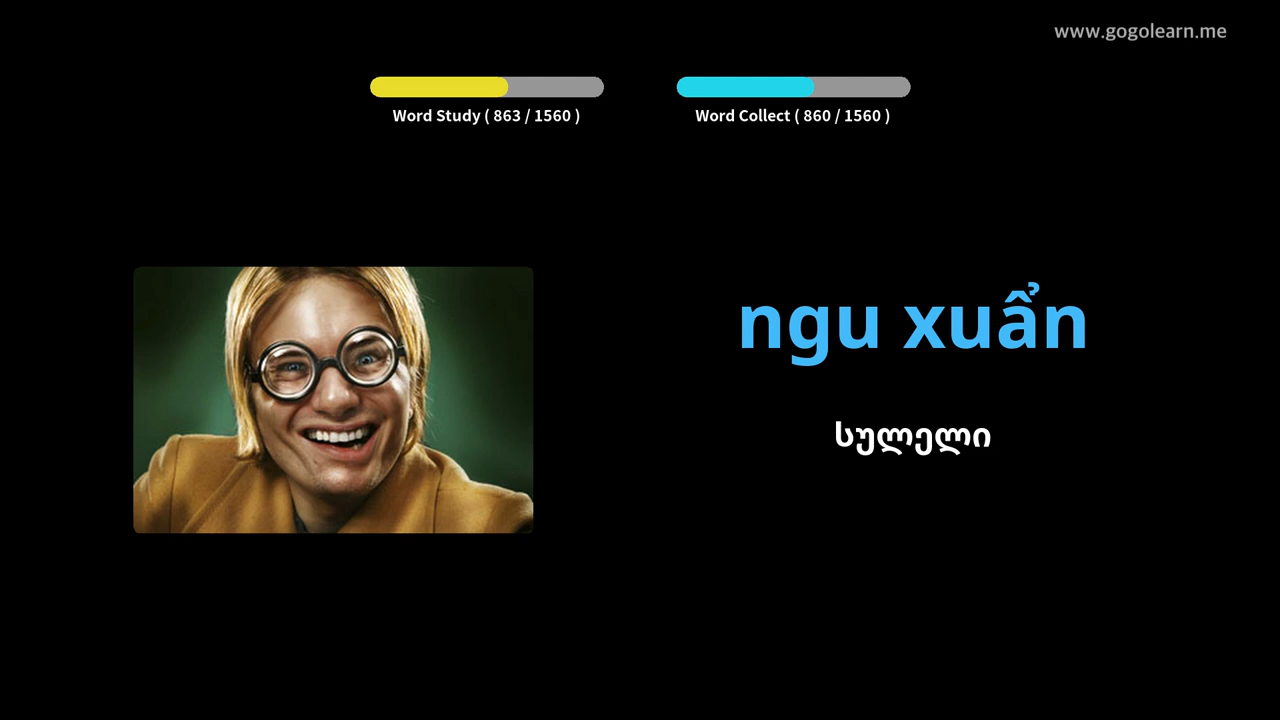 www.gogolearn.me
Word Study ( 863 / 1560 )
Word Collect ( 860 / 1560 )
ngu xuẩn
სულელი